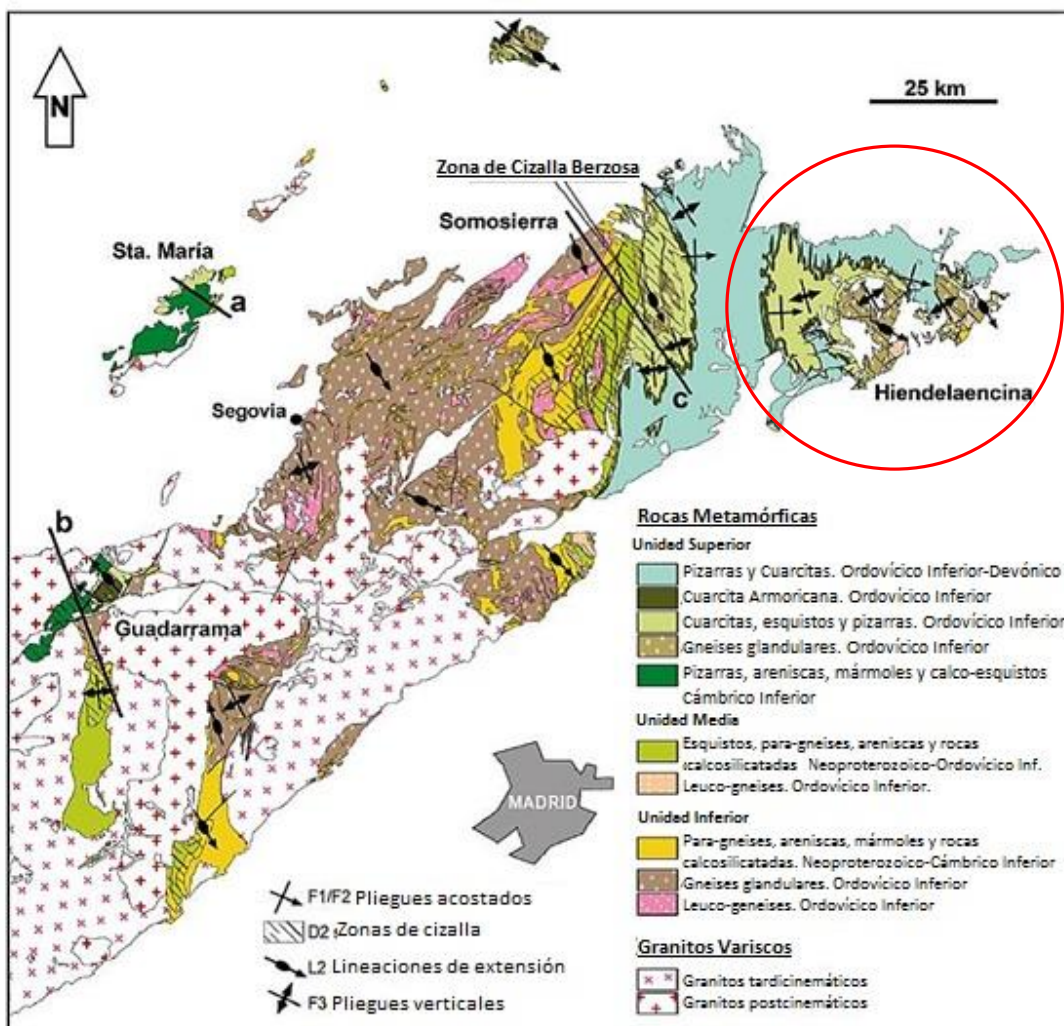 N
25 km
Zona de Cizalla Berzosa
Somosierra
Sta. María
a
Segovia
c
Hiendelaencina
b
Guadarrama
MADRID
Rocas Metamórficas
Unidad Superior
Pizarras y Cuarcitas. Ordovícico Inferior-Devónico
Cuarcita Armoricana. Ordovícico Inferior
Cuarcitas, esquistos y pizarras. Ordovícico Inferior
Gneises glandulares. Ordovícico Inferior
Pizarras, areniscas, mármoles y calco-esquistos
Cámbrico Inferior
Unidad Media
Esquistos, para-gneises, areniscas y rocas
calcosilicatadas Neoproterozoico-Ordovícico Inf.
Leuco-gneises. Ordovícico Inferior.
Unidad Inferior
Para-gneises, areniscas, mármoles y rocas
calcosilicatadas. Neoproterozoico-Cámbrico Inferior
Gneises glandulares. Ordovícico Inferior
Leuco-geneises. Ordovícico Inferior
Granitos Variscos
Granitos tardicinemáticos
Granitos postcinemáticos
F1/F2 Pliegues acostados
D2 Zonas de cizalla
L2 Lineaciones de extensión
F3 Pliegues verticales